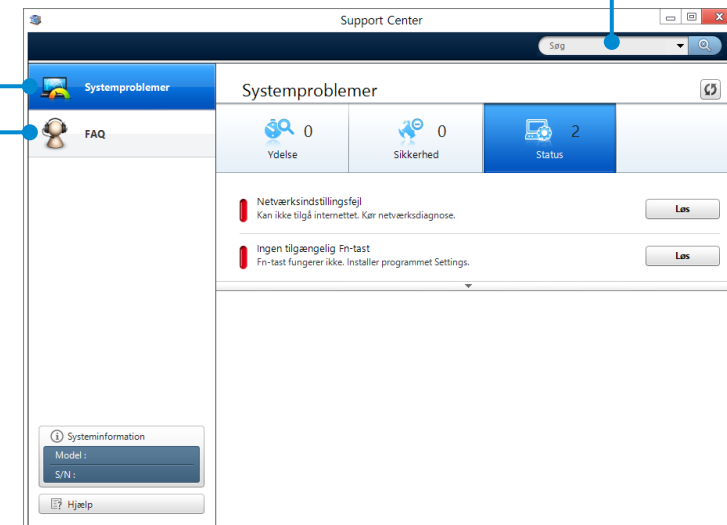 Support Center
Søg
Systemproblemer
FAQ
Systemproblemer
0
Ydelse
0
Sikkerhed
2
Status
Netværksindstillingsfejl
Kan ikke tilgå internettet. Kør netværksdiagnose.
Løs
Ingen tilgængelig Fn-tast
Fn-tast fungerer ikke. Installer programmet Settings.
Løs
Systeminformation
Model :
S/N :
Hjælp